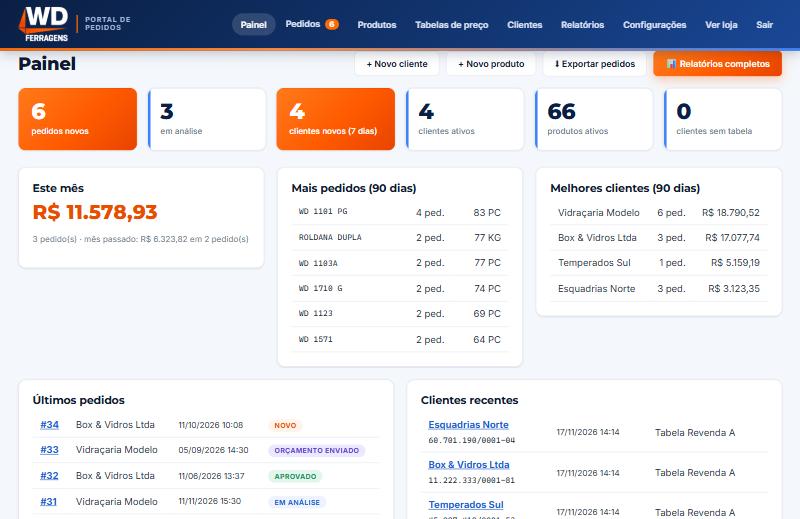 WD
FERRAGENS
PORTAL DE
PEDIDOS
Painel
Pedidos 6
Produtos
Tabelas de preço
Clientes
Relatórios
Configurações
Ver loja
Sair
Painel
+ Novo cliente
+ Novo produto
⬇ Exportar pedidos
📊 Relatórios completos
6
pedidos novos
3
em análise
4
clientes novos (7 dias)
4
clientes ativos
66
produtos ativos
0
clientes sem tabela
Este mês
R$ 11.578,93
3 pedido(s) · mês passado: R$ 6.323,82 em 2 pedido(s)
Mais pedidos (90 dias)
WD 1101 PG 4 ped. 83 PC
ROLDANA DUPLA 2 ped. 77 KG
WD 1103A 2 ped. 77 PC
WD 1710 G 2 ped. 74 PC
WD 1123 2 ped. 69 PC
WD 1571 2 ped. 64 PC
Melhores clientes (90 dias)
Vidraçaria Modelo 6 ped. R$ 18.790,52
Box & Vidros Ltda 3 ped. R$ 17.077,74
Temperados Sul 1 ped. R$ 5.159,19
Esquadrias Norte 3 ped. R$ 3.123,35
Últimos pedidos
#34 Box & Vidros Ltda 11/10/2026 10:08 NOVO
#33 Vidraçaria Modelo 05/09/2026 14:30 ORÇAMENTO ENVIADO
#32 Box & Vidros Ltda 11/06/2026 13:37 APROVADO
#31 Vidraçaria Modelo 11/11/2026 15:30 EM ANÁLISE
Clientes recentes
Esquadrias Norte
60.701.190/0001-04
17/11/2026 14:14
Tabela Revenda A
Box & Vidros Ltda
11.222.333/0001-81
17/11/2026 14:14
Tabela Revenda A
Temperados Sul
17/11/2026 14:14
Tabela Revenda A